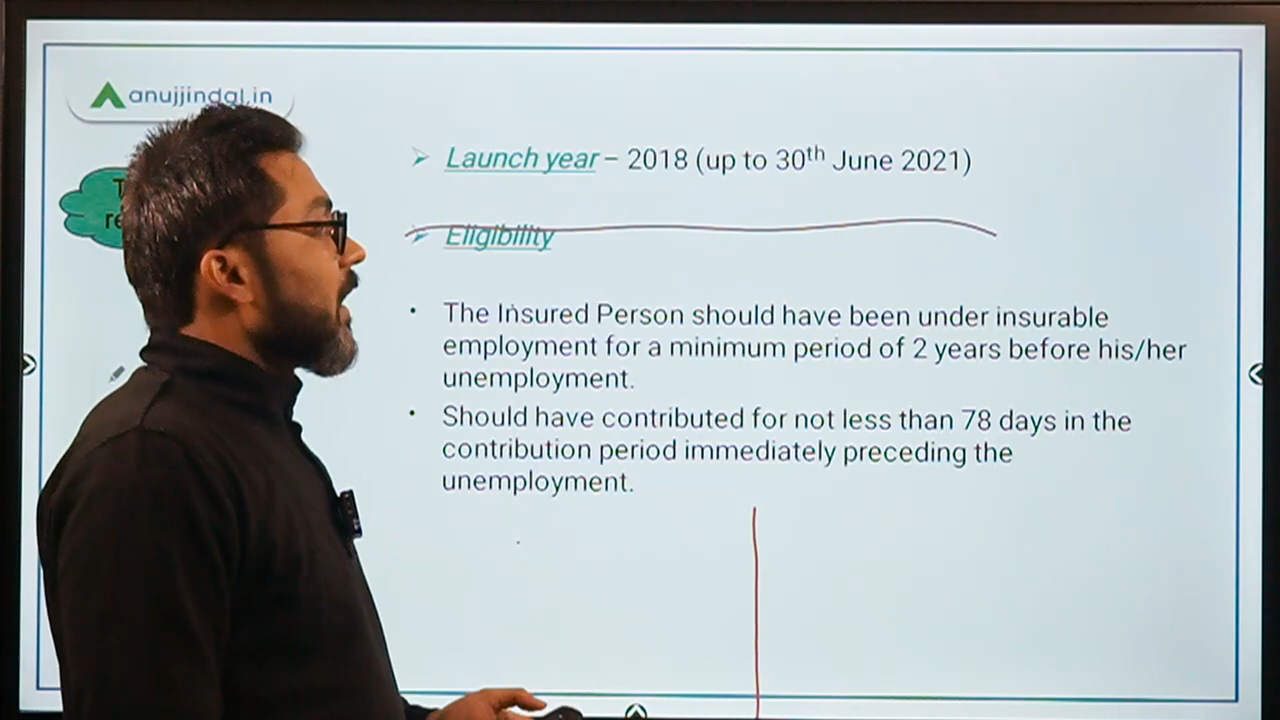 anujjindal.in
Launch year – 2018 (up to 30th June 2021)
Eligibility
The Insured Person should have been under insurable
employment for a minimum period of 2 years before his/her
unemployment.
Should have contributed for not less than 78 days in the
contribution period immediately preceding the
unemployment.